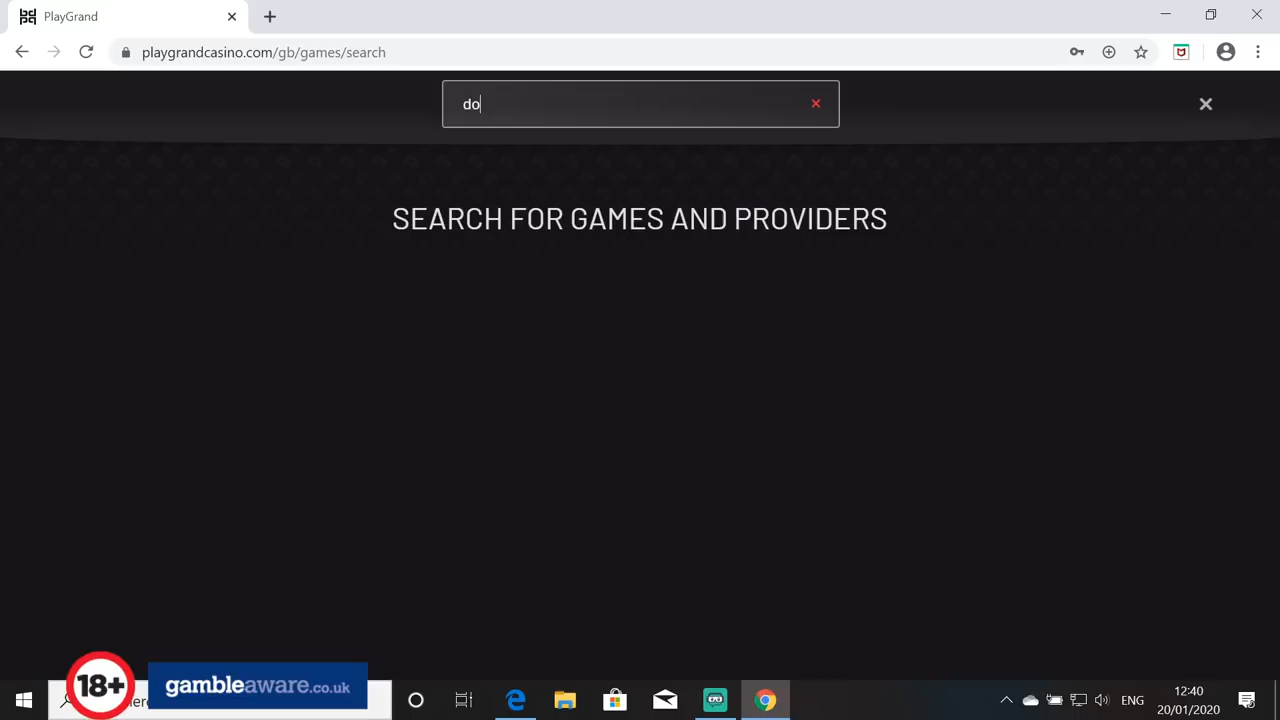 PlayGrand
playgrandcasino.com/gb/games/search
do
SEARCH FOR GAMES AND PROVIDERS
18+
gambleaware.co.uk
ENG
12:40
20/01/2020